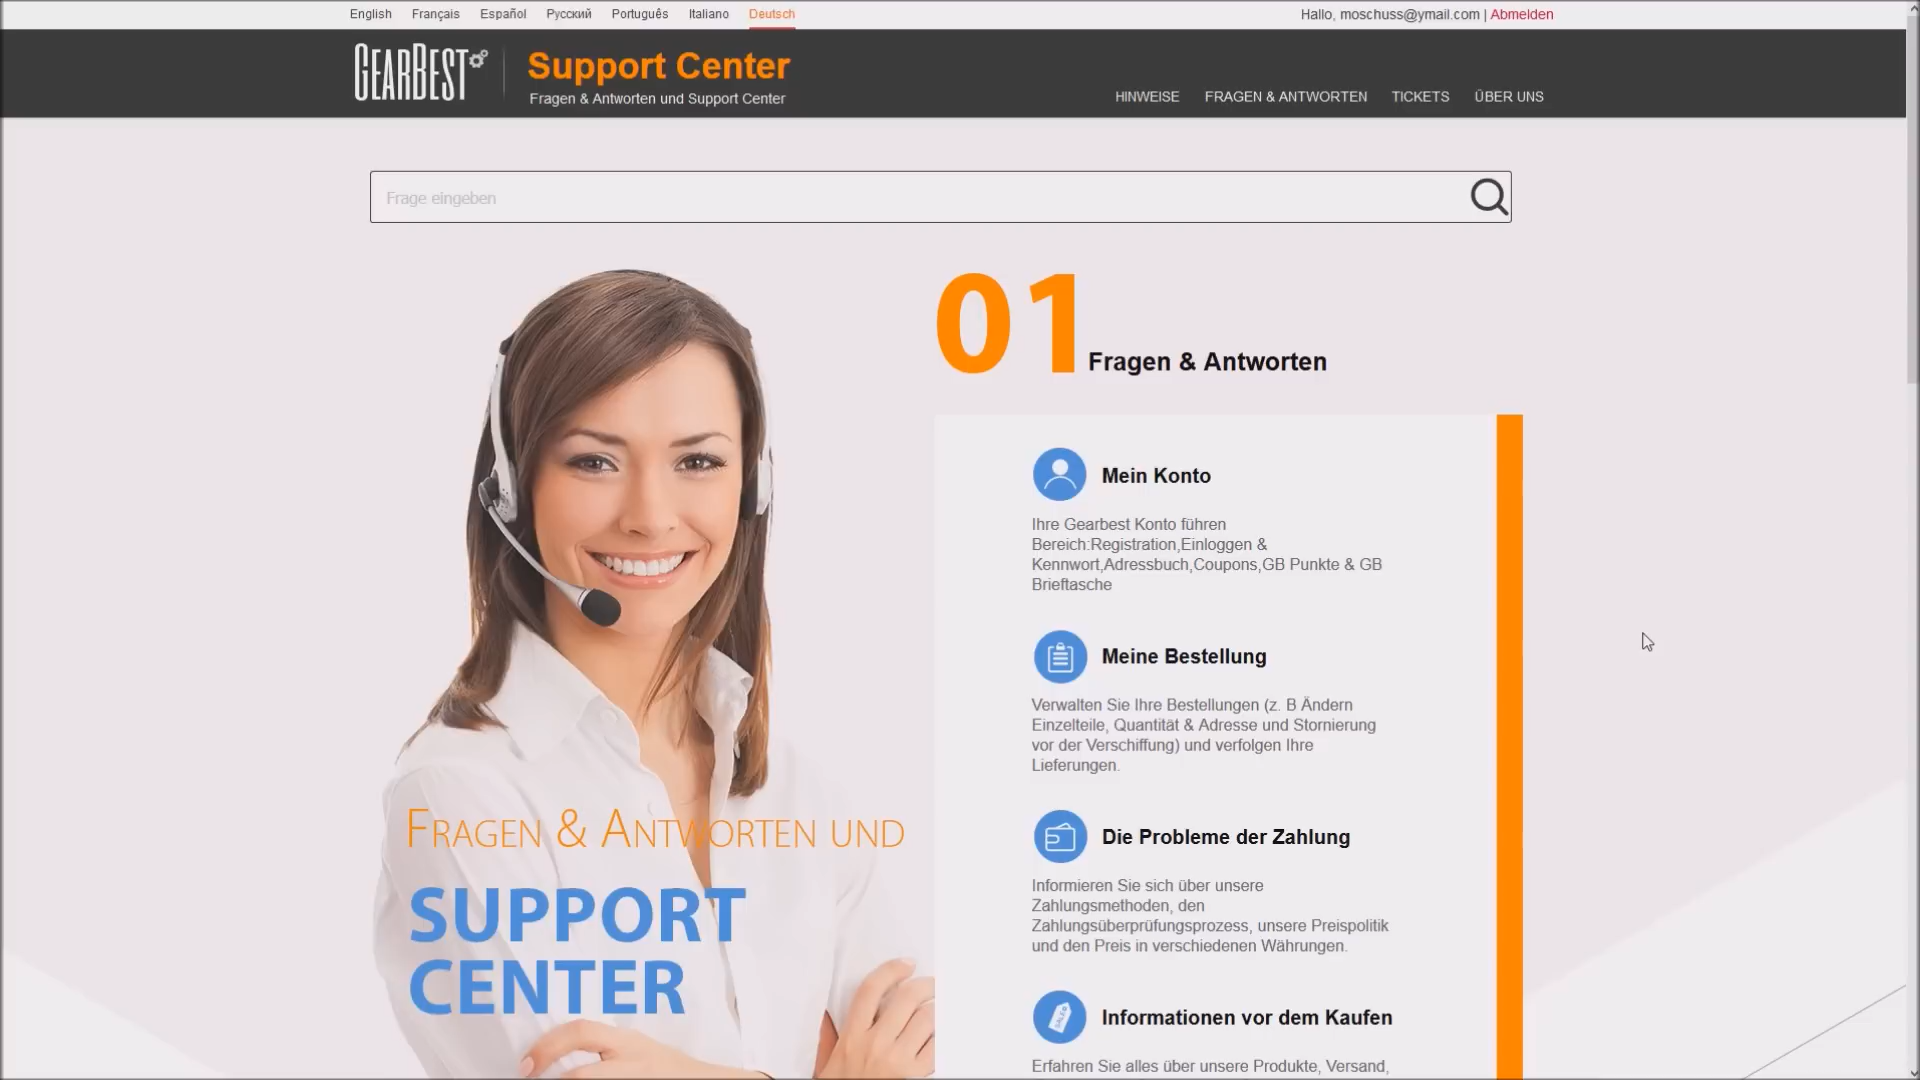 English Français Español Русский Português Italiano Deutsch
Hallo, moschuss@ymail.com | Abmelden
GEARBEST
Support Center
Fragen & Antworten und Support Center
HINWEISE FRAGEN & ANTWORTEN TICKETS ÜBER UNS
Frage eingeben
01 Fragen & Antworten
Mein Konto
Ihre Gearbest Konto führen
Bereich:Registration,Einloggen &
Kennwort,Adressbuch,Coupons,GB Punkte & GB
Brieftasche
Meine Bestellung
Verwalten Sie Ihre Bestellungen (z. B Ändern
Einzelteile, Quantität & Adresse und Stornierung
vor der Verschiffung) und verfolgen Ihre
Lieferungen.
Die Probleme der Zahlung
Informieren Sie sich über unsere
Zahlungsmethoden, den
Zahlungsüberprüfungsprozess, unsere Preispolitik
und den Preis in verschiedenen Währungen.
SALE
Informationen vor dem Kaufen
Erfahren Sie alles über unsere Produkte, Versand,
FRAGEN & ANTWORTEN UND
SUPPORT
CENTER